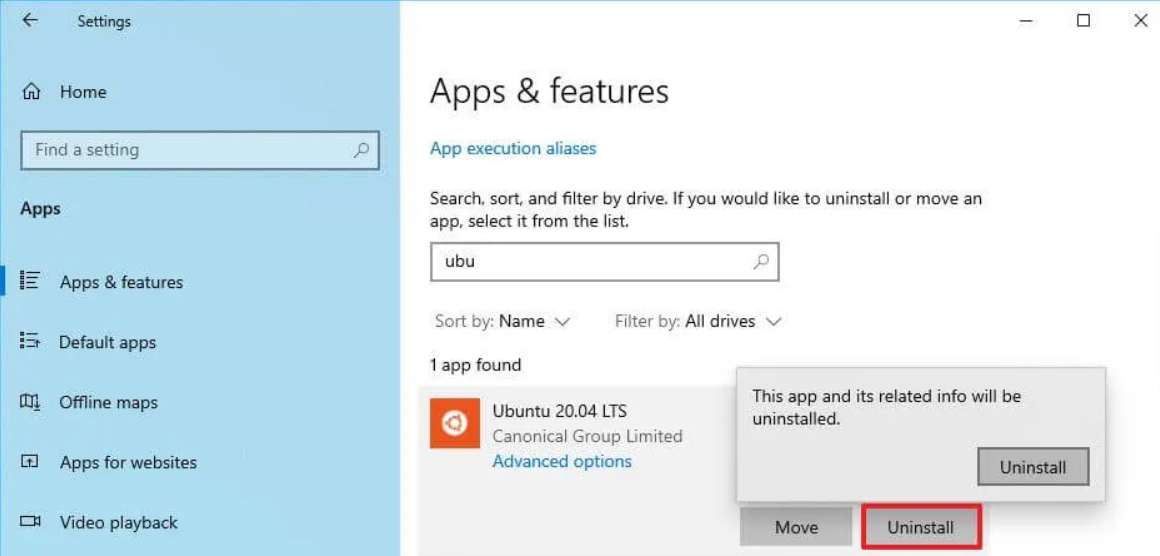 Settings
Home
Find a setting
Apps
Apps & features
Default apps
Offline maps
Apps for websites
Video playback
Apps & features
App execution aliases
Search, sort, and filter by drive. If you would like to uninstall or move an
app, select it from the list.
ubu
Sort by: Name
Filter by: All drives
1 app found
Ubuntu 20.04 LTS
Canonical Group Limited
Advanced options
This app and its related info will be
uninstalled.
Uninstall
Move
Uninstall